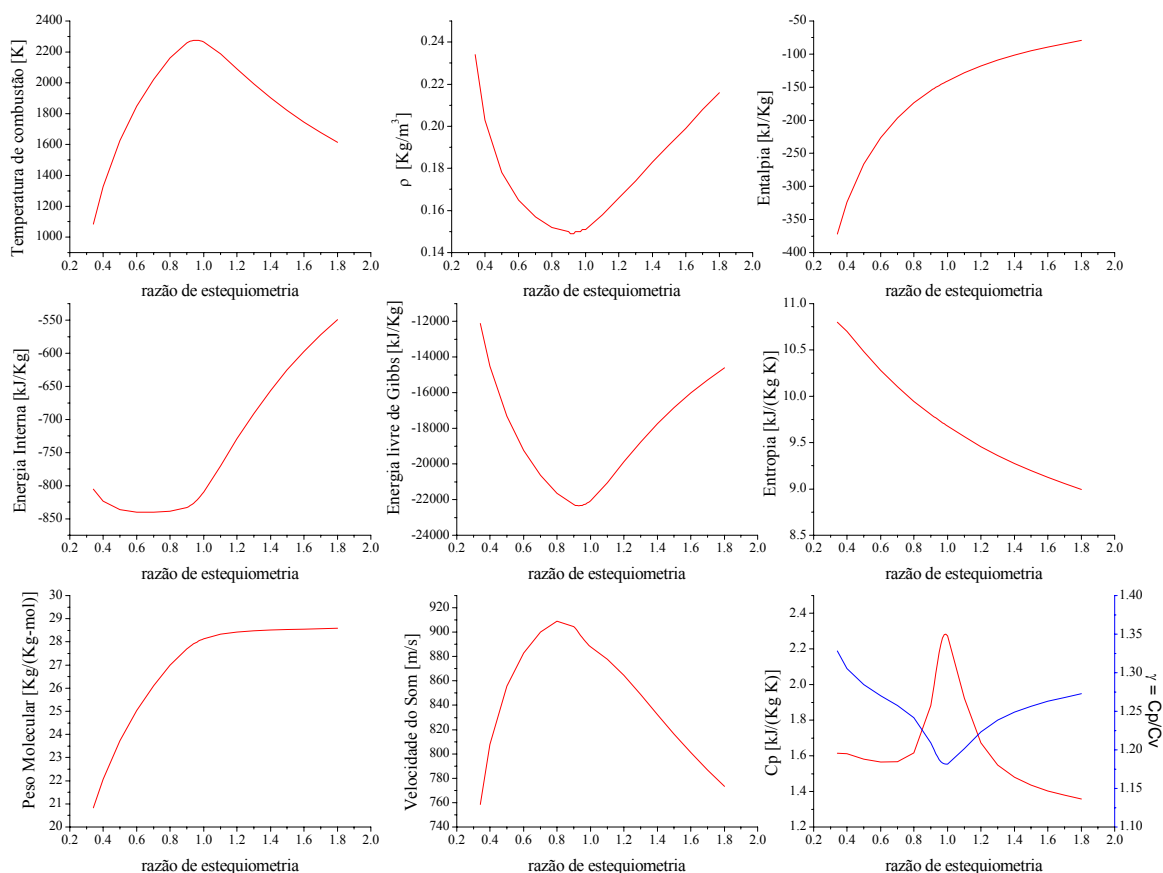 Temperatura de combustão [K]
2400
2200
2000
1800
1600
1400
1200
1000
0.2 0.4 0.6 0.8 1.0 1.2 1.4 1.6 1.8 2.0
razão de estequiometria
ρ [Kg/m³]
0.24
0.22
0.20
0.18
0.16
0.14
0.2 0.4 0.6 0.8 1.0 1.2 1.4 1.6 1.8 2.0
razão de estequiometria
Entalpia [kJ/Kg]
-50
-100
-150
-200
-250
-300
-350
-400
0.2 0.4 0.6 0.8 1.0 1.2 1.4 1.6 1.8 2.0
razão de estequiometria
Energia Interna [kJ/Kg]
-550
-600
-650
-700
-750
-800
-850
0.2 0.4 0.6 0.8 1.0 1.2 1.4 1.6 1.8 2.0
razão de estequiometria
Energia livre de Gibbs [kJ/Kg]
-12000
-14000
-16000
-18000
-20000
-22000
-24000
0.2 0.4 0.6 0.8 1.0 1.2 1.4 1.6 1.8 2.0
razão de estequiometria
Enttopia [kJ/(Kg K)]
11.0
10.5
10.0
9.5
9.0
8.5
0.2 0.4 0.6 0.8 1.0 1.2 1.4 1.6 1.8 2.0
razão de estequiometria
Peso Molecular [Kg/(Kg-mol)]
30
29
28
27
26
25
24
23
22
21
20
0.2 0.4 0.6 0.8 1.0 1.2 1.4 1.6 1.8 2.0
razão de estequiometria
Velocidade do Som [m/s]
920
900
880
860
840
820
800
780
760
740
0.2 0.4 0.6 0.8 1.0 1.2 1.4 1.6 1.8 2.0
razão de estequiometria
Cp [kJ/(Kg K)]
2.4
2.2
2.0
1.8
1.6
1.4
1.2
0.2 0.4 0.6 0.8 1.0 1.2 1.4 1.6 1.8 2.0
razão de estequiometria
1.40
1.35
1.30
1.25
1.20
1.15
1.10
γ = Cp/Cv